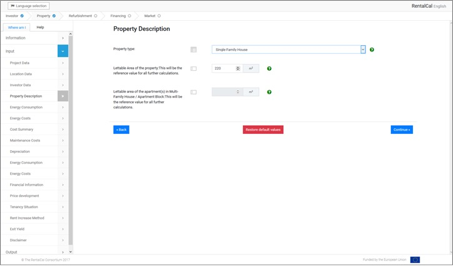 Language selection
RentalCal English
Investor
Property
Refurbishment
Financing
Market
Where am I
Help
Information
Input
Project Data
Location Data
Investor Data
Property Description
Energy Consumption
Energy Costs
Cost Summary
Maintenance Costs
Depreciation
Energy Consumption
Energy Costs
Financial Information
Price development
Tenancy Situation
Rent Increase Method
Exit Yield
Disclaimer
Output
Property Description
Property type
Single Family House
Lettable Area of the property.This will be the
reference value for all further calculations.
220
m²
Lettable area of the apartment(s) in Multi-
Family House / Apartment Block.This will be
the reference value for all further
calculations.
0
m²
< Back
Restore default values
Continue >
© The RentalCal Consortium 2017
Funded by the European Union